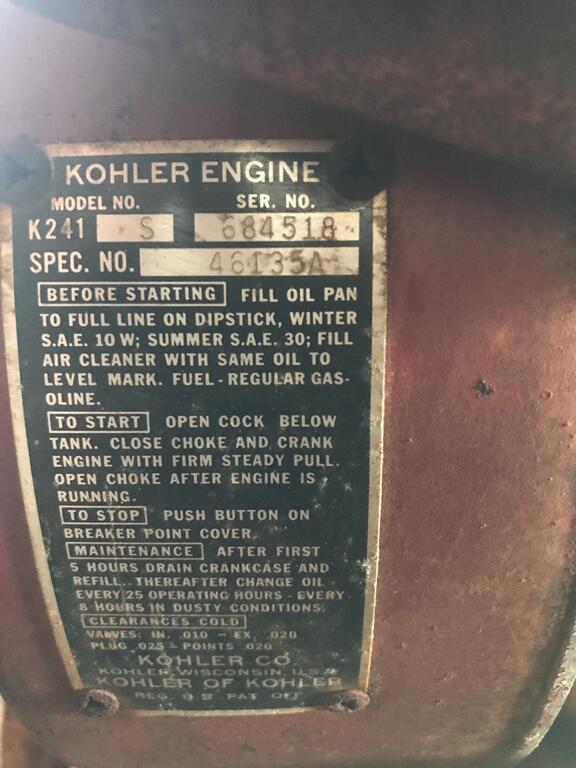 KOHLER ENGINE
MODEL NO. SER. NO.
K241 S 684518
SPEC. NO. 46135A
BEFORE STARTING FILL OIL PAN
TO FULL LINE ON DIPSTICK, WINTER
S.A.E. 10 W; SUMMER S.A.E. 30; FILL
AIR CLEANER WITH SAME OIL TO
LEVEL MARK. FUEL - REGULAR GAS-
OLINE.
TO START OPEN COCK BELOW
TANK. CLOSE CHOKE AND CRANK
ENGINE WITH FIRM STEADY PULL.
OPEN CHOKE AFTER ENGINE IS
RUNNING.
TO STOP PUSH BUTTON ON
BREAKER POINT COVER.
MAINTENANCE AFTER FIRST
5 HOURS DRAIN CRANKCASE AND
REFILL. THEREAFTER CHANGE OIL
EVERY 25 OPERATING HOURS - EVERY
8 HOURS IN DUSTY CONDITIONS.
CLEARANCES COLD
VALVES: IN. .010 - EX. .020
PLUG .025 - POINTS .020
KOHLER CO.
KOHLER, WISCONSIN, U.S.A.
KOHLER OF KOHLER
REG. U.S. PAT. OFF.